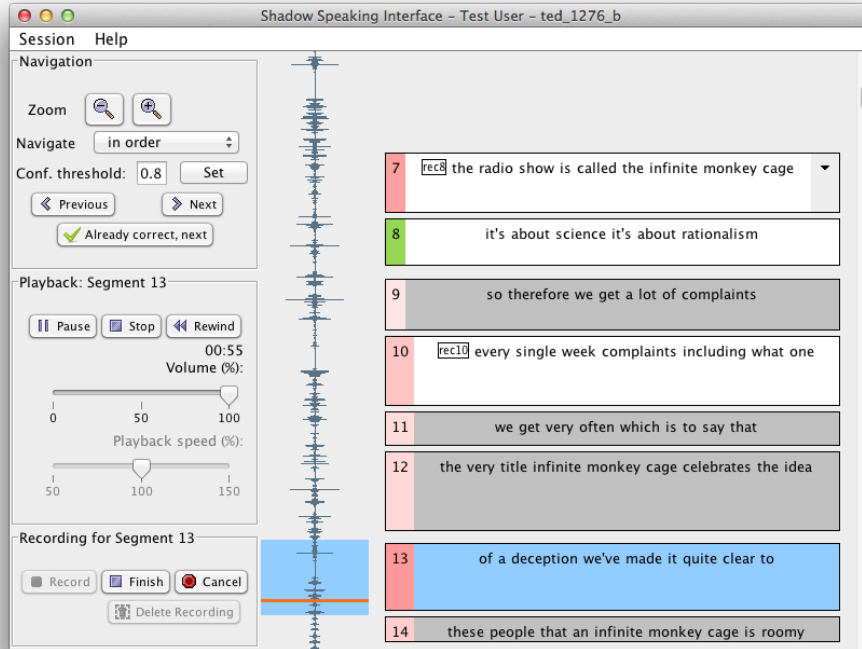 Shadow Speaking Interface – Test User – ted_1276_b
Session Help
Navigation
Zoom
Navigate in order
Conf. threshold: 0.8 Set
Previous Next
Already correct, next
Playback: Segment 13
Pause Stop Rewind
00:55
Volume (%):
0 50 100
Playback speed (%):
50 100 150
Recording for Segment 13
Record Finish Cancel
Delete Recording
7 rec8 the radio show is called the infinite monkey cage
8 it's about science it's about rationalism
9 so therefore we get a lot of complaints
10 rec10 every single week complaints including what one
11 we get very often which is to say that
12 the very title infinite monkey cage celebrates the idea
13 of a deception we've made it quite clear to
14 these people that an infinite monkey cage is roomy